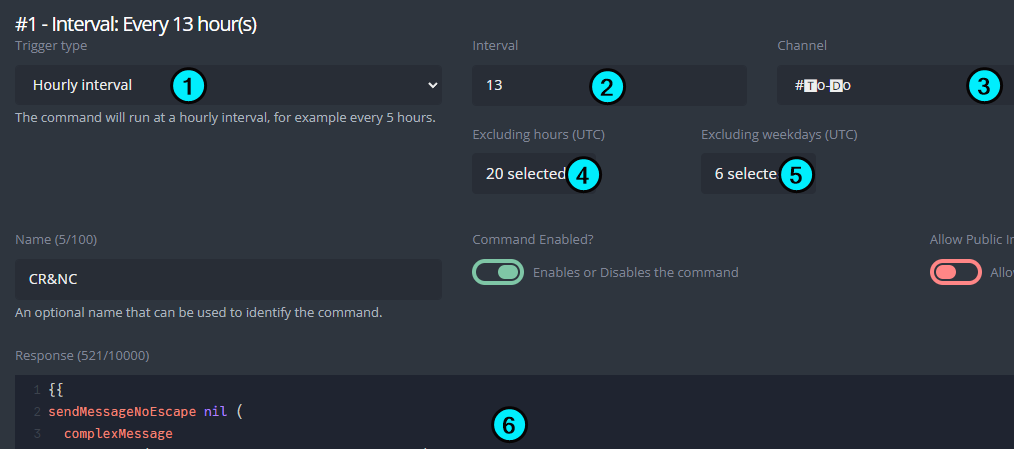 #1 - Interval: Every 13 hour(s)
Trigger type
Interval
Channel
Hourly interval
1
13
2
#To-Do
3
The command will run at a hourly interval, for example every 5 hours.
Excluding hours (UTC)
Excluding weekdays (UTC)
20 selected
4
6 selecte
5
Name (5/100)
Command Enabled?
Allow Public In
CR&NC
Enables or Disables the command
Allo
An optional name that can be used to identify the command.
Response (521/10000)
1 {{
2 sendMessageNoEscape nil (
3 complexMessage
6